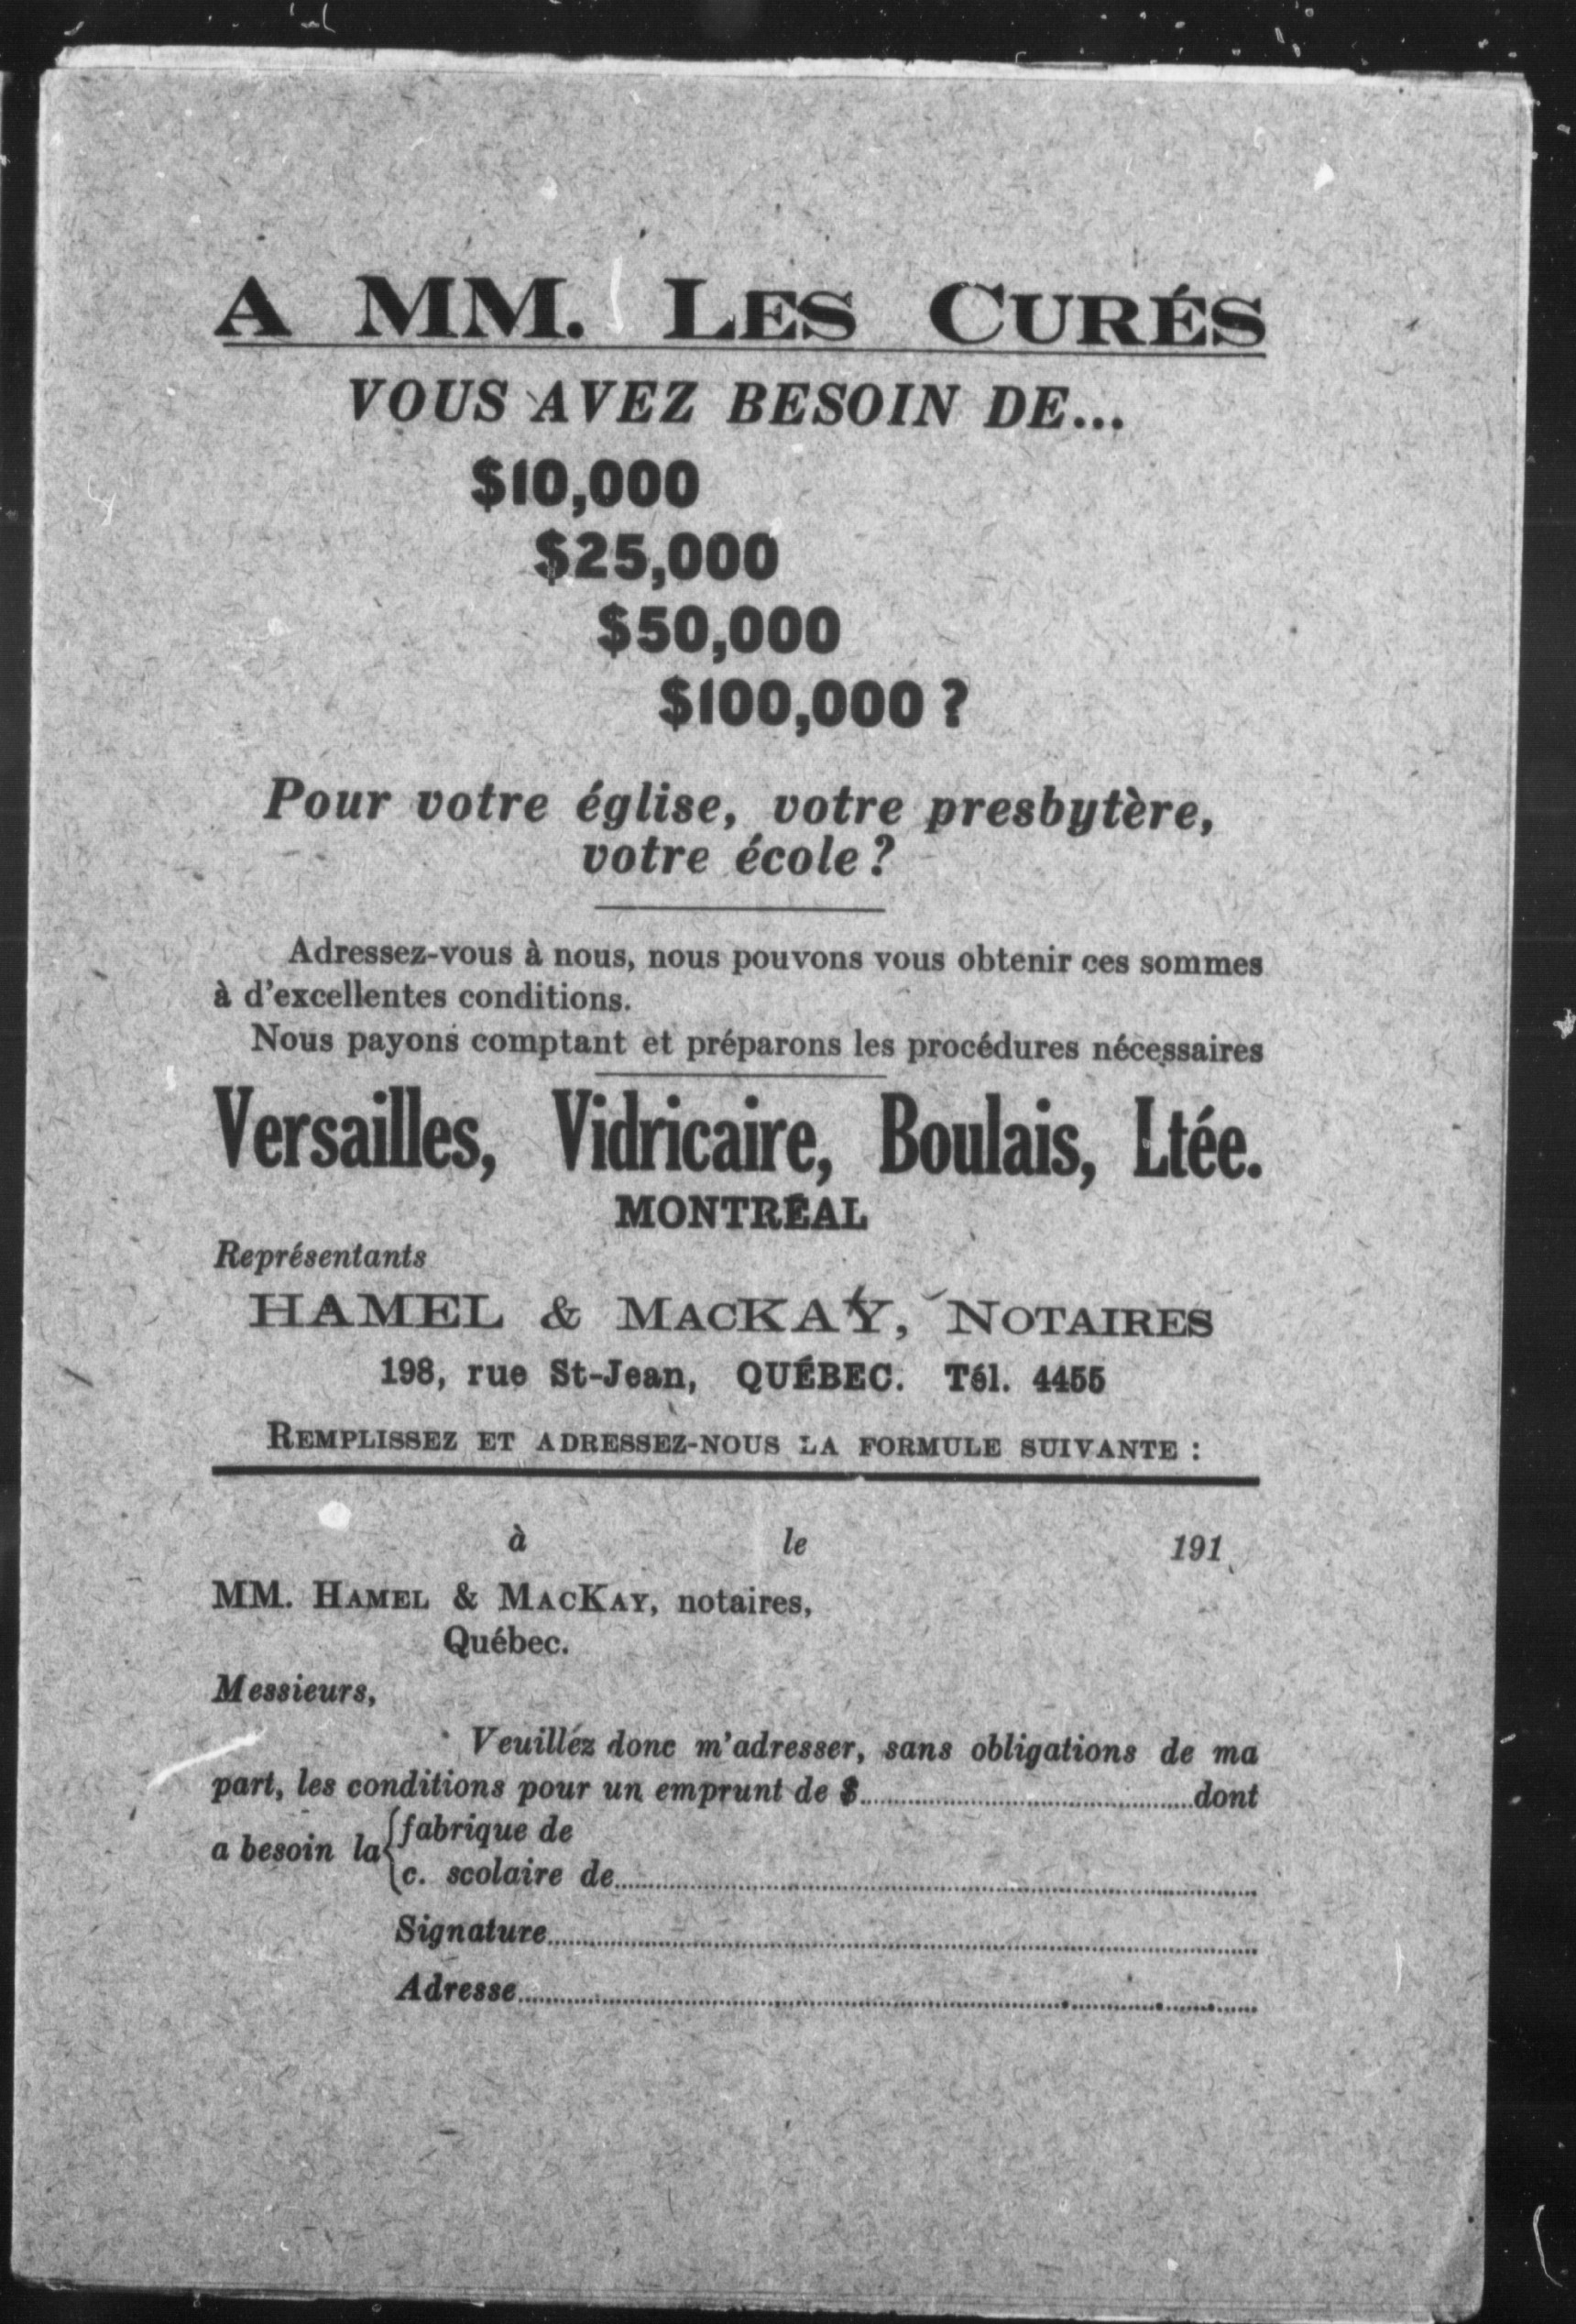 A MM. LES CURÉS
VOUS AVEZ BESOIN DE...
$10,000
$25,000
$50,000
$100,000 ?
Pour votre église, votre presbytère,
votre école ?
Adressez-vous à nous, nous pouvons vous obtenir ces sommes
à d'excellentes conditions.
Nous payons comptant et préparons les procédures nécessaires
Versailles, Vidricaire, Boulais, Ltée.
MONTRÉAL
Représentants
HAMEL & MACKAY, NOTAIRES
198, rue St-Jean, QUÉBEC. Tél. 4455
REMPLISSEZ ET ADRESSEZ-NOUS LA FORMULE SUIVANTE :
à le 191
MM. HAMEL & MACKAY, notaires,
Québec.
Messieurs,
Veuillez donc m'adresser, sans obligations de ma
part, les conditions pour un emprunt de $..........dont
a besoin la { fabrique de
c. scolaire de..........
Signature..........
Adresse..........